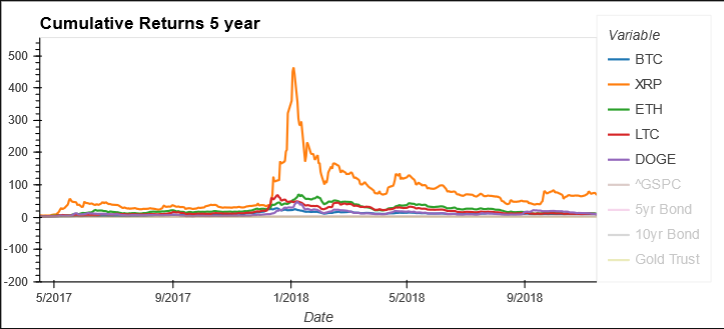 Cumulative Returns 5 year
Variable
BTC
XRP
ETH
LTC
DOGE
^GSPC
5yr Bond
10yr Bond
Gold Trust
500
400
300
200
100
0
-100
-200
5/2017
9/2017
1/2018
5/2018
9/2018
Date